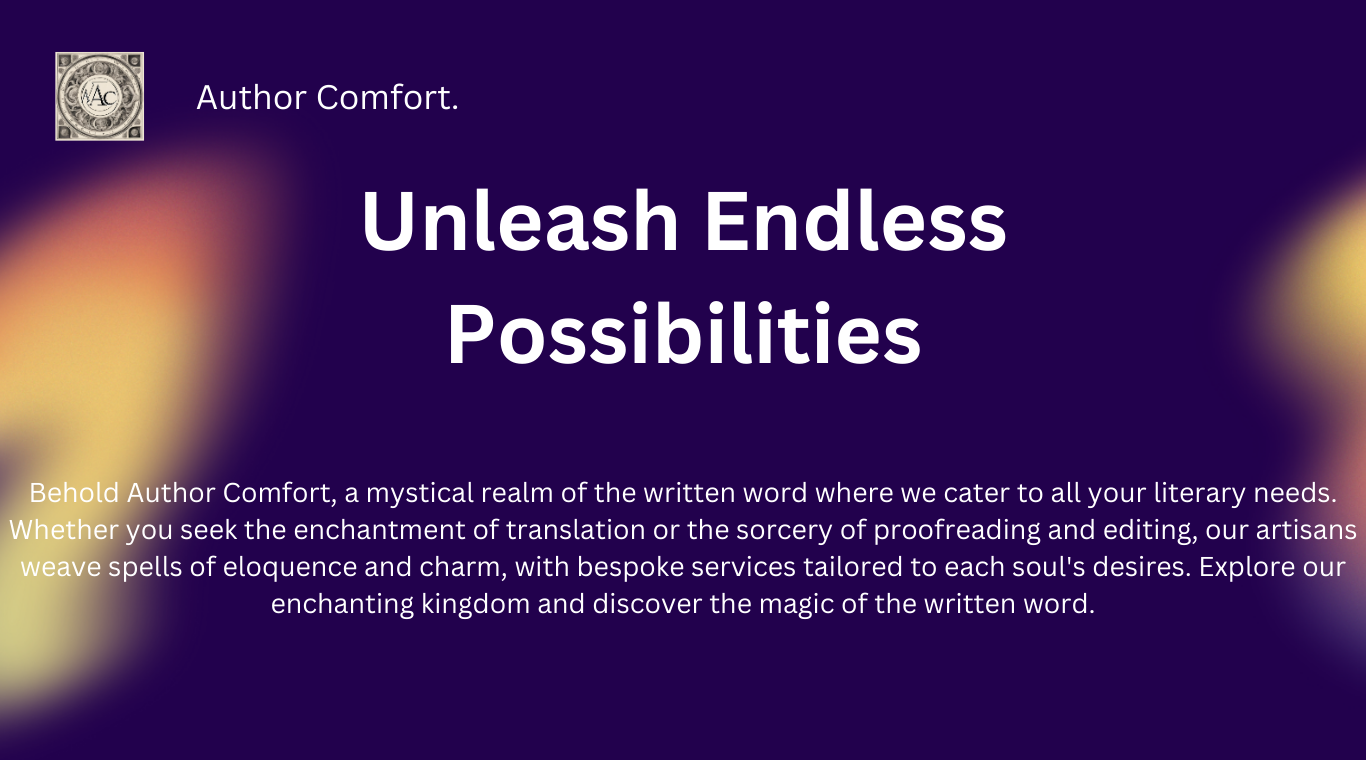 Author Comfort.
Unleash Endless
Possibilities
Behold Author Comfort, a mystical realm of the written word where we cater to all your literary needs.
Whether you seek the enchantment of translation or the sorcery of proofreading and editing, our artisans
weave spells of eloquence and charm, with bespoke services tailored to each soul's desires. Explore our
enchanting kingdom and discover the magic of the written word.